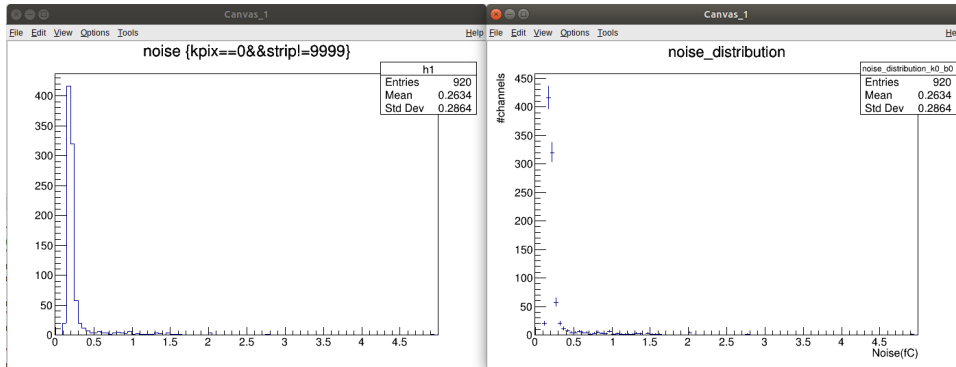 Canvas_1
File Edit View Options Tools Help
noise {kpix==0&&strip!=9999}
h1
Entries 920
Mean 0.2634
Std Dev 0.2864
400
350
300
250
200
150
100
50
0
0 0.5 1 1.5 2 2.5 3 3.5 4 4.5
Canvas_1
File Edit View Options Tools He
noise_distribution
noise_distribution_k0_b0
Entries 920
Mean 0.2634
Std Dev 0.2864
#channels
450
400
350
300
250
200
150
100
50
0
0 0.5 1 1.5 2 2.5 3 3.5 4 4.5
Noise(fC)